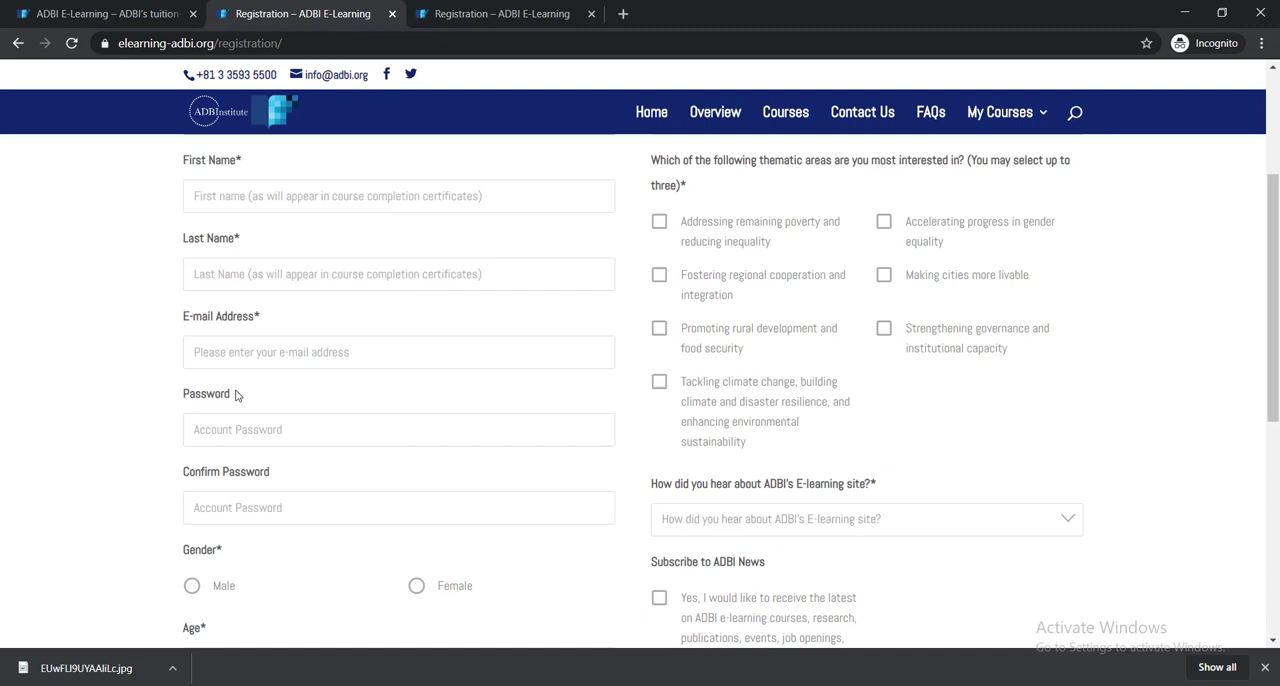 ADBI E-Learning – ADBI's tuition
Registration – ADBI E-Learning
Registration – ADBI E-Learning
elearning-adbi.org/registration/
Incognito
+81 3 3593 5500
info@adbi.org
ADBInstitute
Home
Overview
Courses
Contact Us
FAQs
My Courses
First Name*
First name (as will appear in course completion certificates)
Last Name*
Last Name (as will appear in course completion certificates)
E-mail Address*
Please enter your e-mail address
Password
Account Password
Confirm Password
Account Password
Gender*
Male
Female
Age*
Which of the following thematic areas are you most interested in? (You may select up to
three)*
Addressing remaining poverty and
reducing inequality
Accelerating progress in gender
equality
Fostering regional cooperation and
integration
Making cities more livable
Promoting rural development and
food security
Strengthening governance and
institutional capacity
Tackling climate change, building
climate and disaster resilience, and
enhancing environmental
sustainability
How did you hear about ADBI's E-learning site?*
How did you hear about ADBI's E-learning site?
Subscribe to ADBI News
Yes, I would like to receive the latest
on ADBI e-learning courses, research,
publications, events, job openings,
Activate Windows
Go to Settings to activate Windows.
Show all